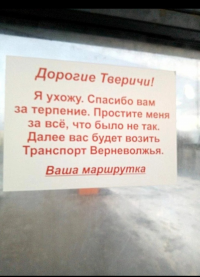 Дорогие Тверичи!
Я ухожу. Спасибо вам
за терпение. Простите меня
за всё, что было не так.
Далее вас будет возить
Транспорт Верневолжья.
Ваша маршрутка